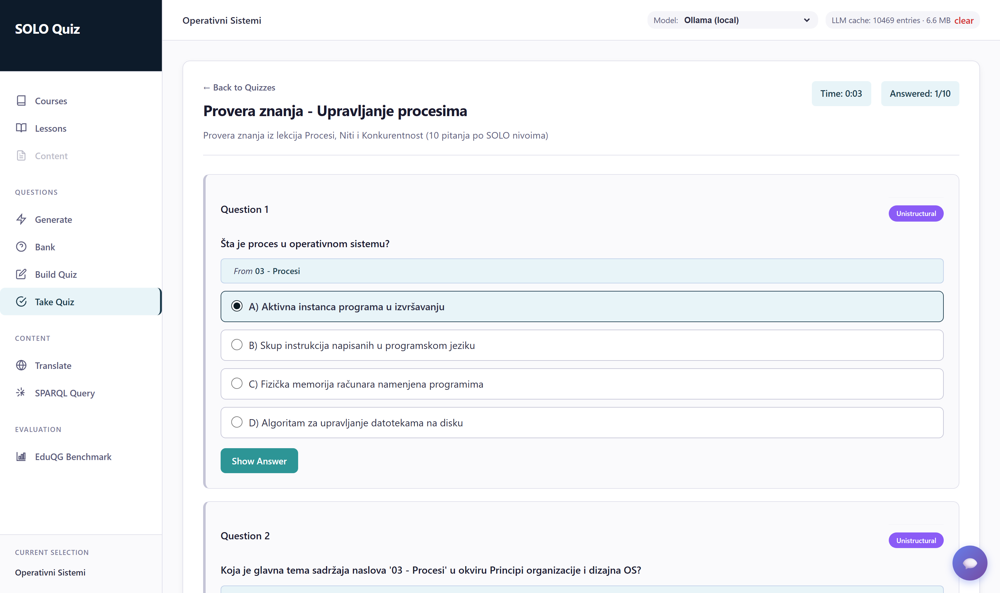 SOLO Quiz
Courses
Lessons
Content
QUESTIONS
Generate
Bank
Build Quiz
Take Quiz
CONTENT
Translate
SPARQL Query
EVALUATION
EduQG Benchmark
CURRENT SELECTION
Operativni Sistemi
Operativni Sistemi
Model: Ollama (local)
LLM cache: 10469 entries · 6.6 MB clear
← Back to Quizzes
Time: 0:03
Answered: 1/10
Provera znanja - Upravljanje procesima
Provera znanja iz lekcija Procesi, Niti i Konkurentnost (10 pitanja po SOLO nivoima)
Question 1
Unistructural
Šta je proces u operativnom sistemu?
From 03 - Procesi
A) Aktivna instanca programa u izvršavanju
B) Skup instrukcija napisanih u programskom jeziku
C) Fizička memorija računara namenjena programima
D) Algoritam za upravljanje datotekama na disku
Show Answer
Question 2
Unistructural
Koja je glavna tema sadržaja naslova '03 - Procesi' u okviru Principi organizacije i dizajna OS?